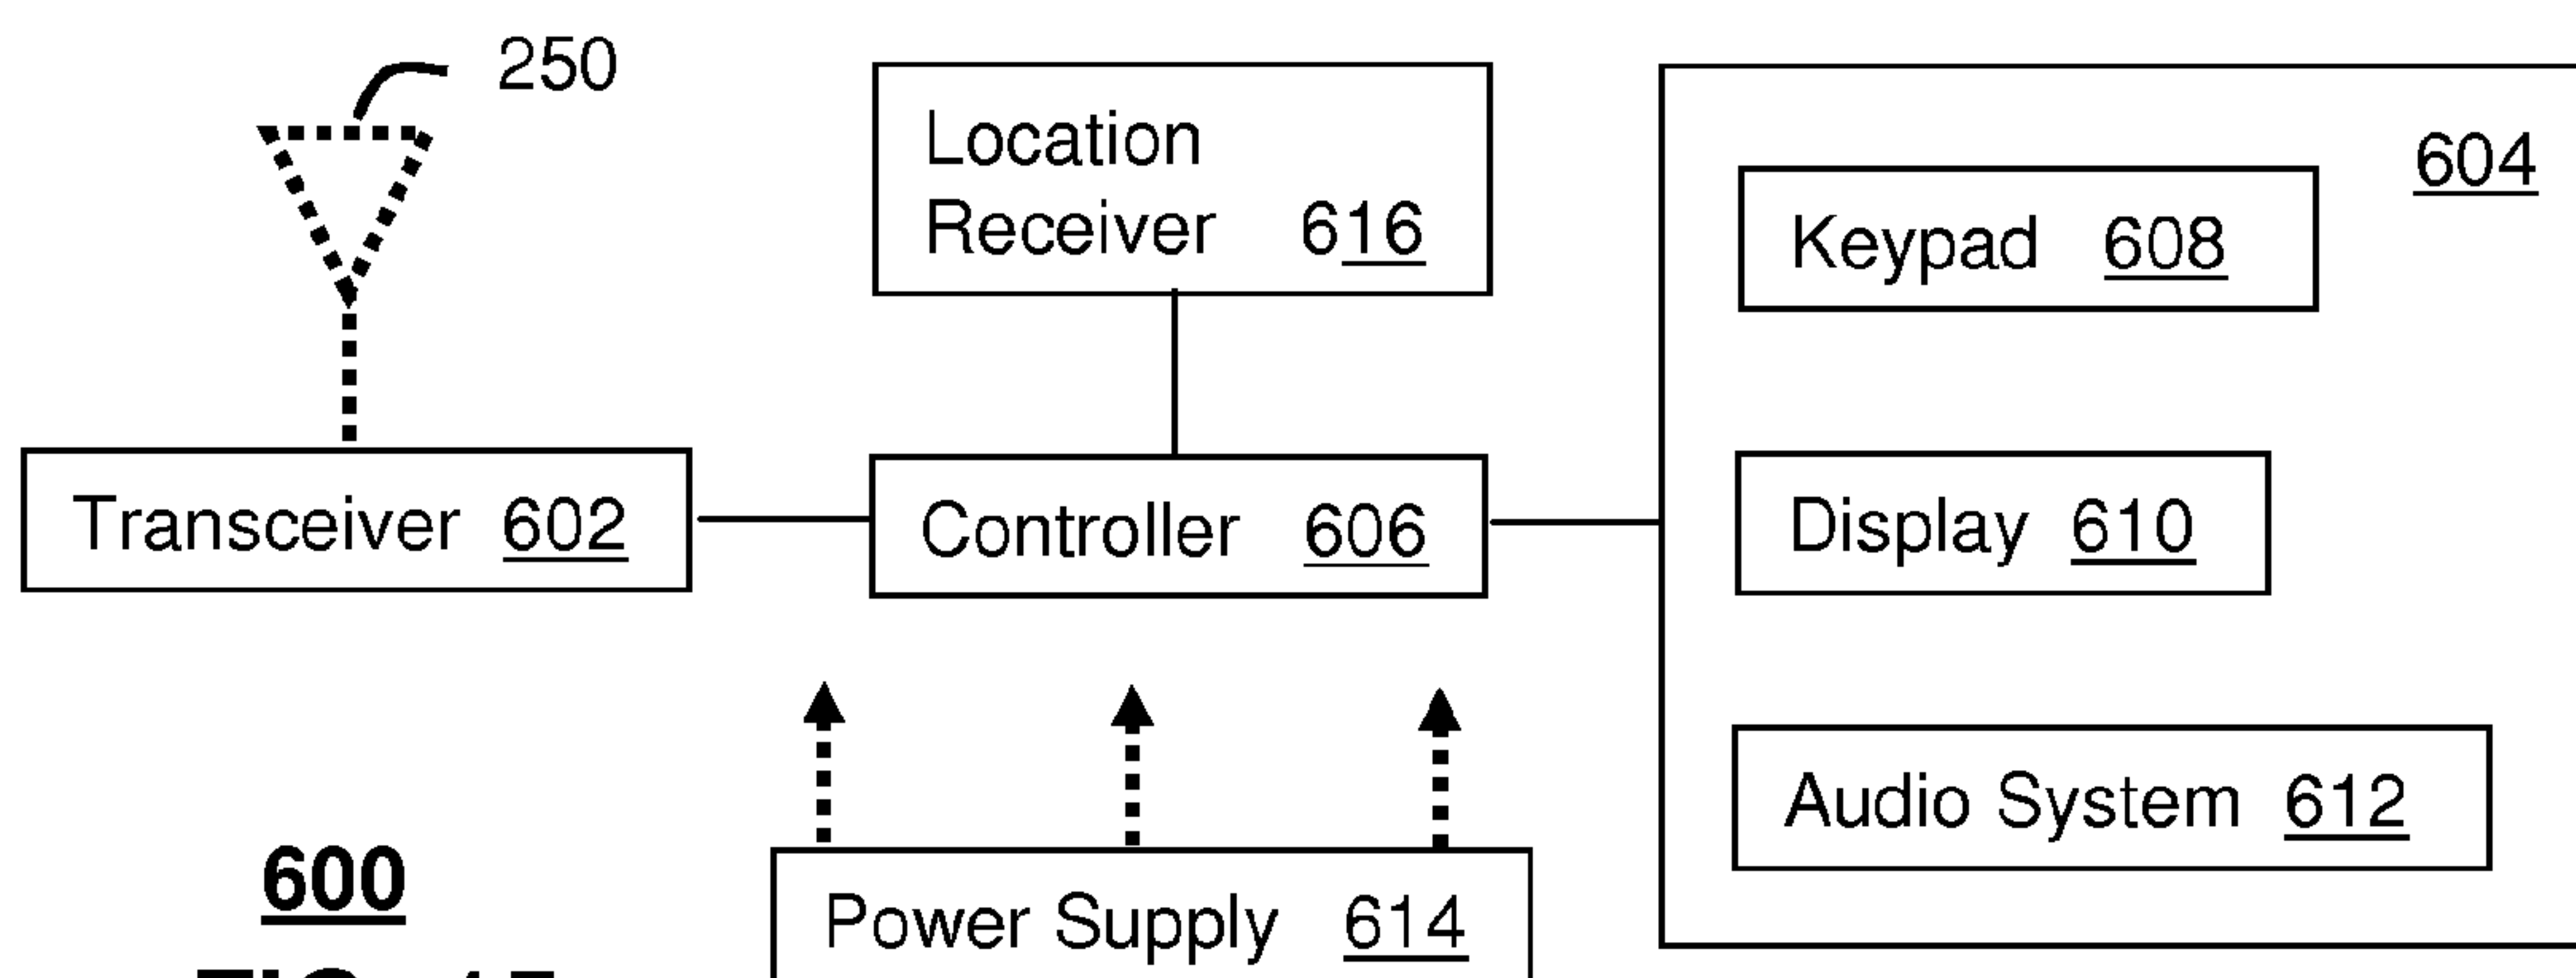 250
Location
Receiver 616
604
Keypad 608
Transceiver 602
Controller 606
Display 610
Audio System 612
600
Power Supply 614